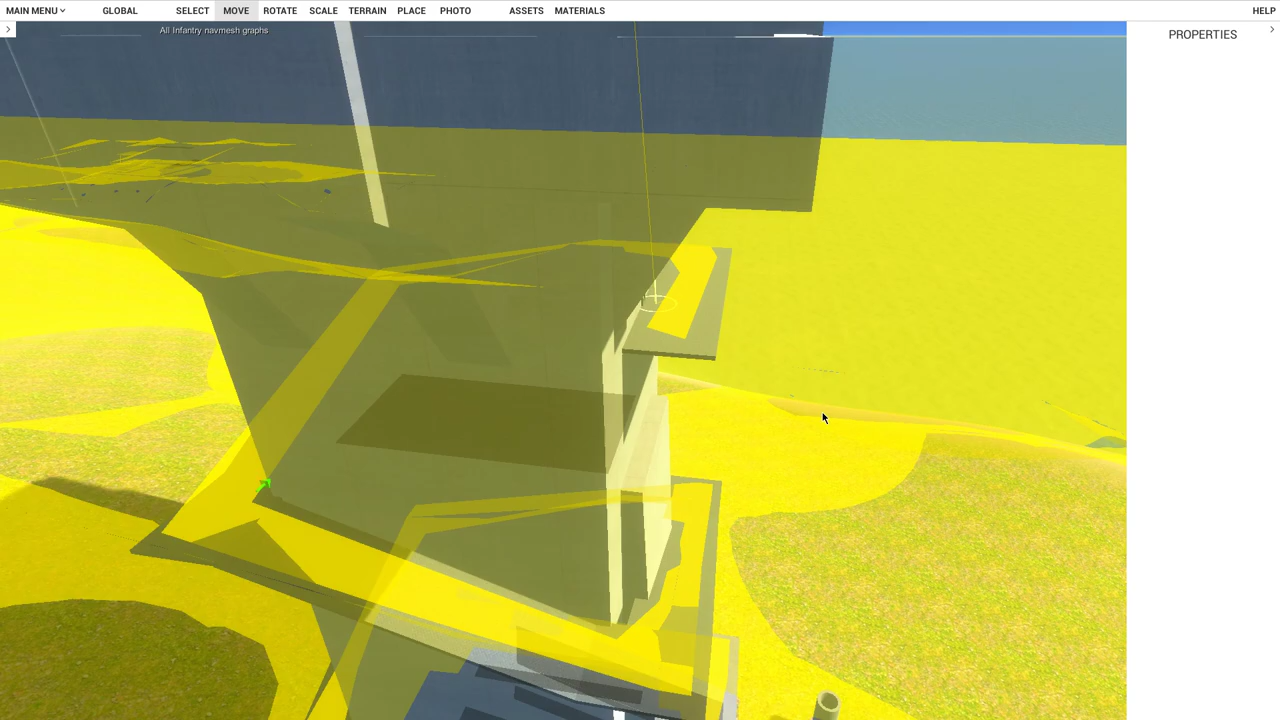 MAIN MENU GLOBAL SELECT MOVE ROTATE SCALE TERRAIN PLACE PHOTO ASSETS MATERIALS HELP
All Infantry navmesh graphs
PROPERTIES